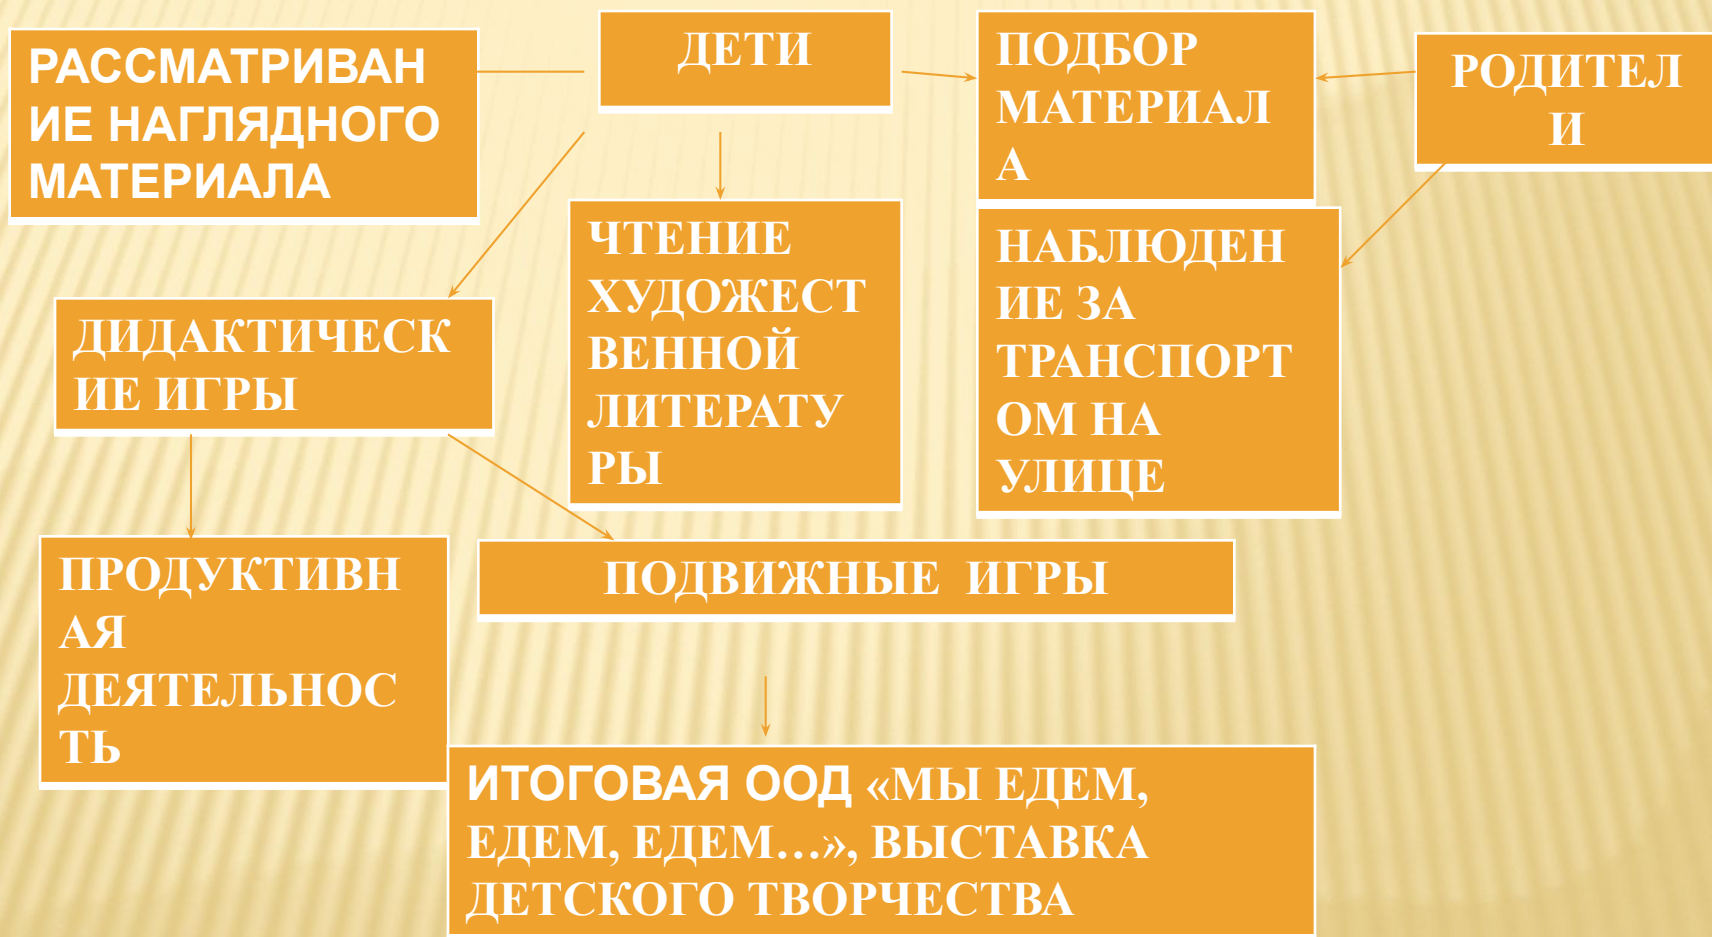 РАССМАТРИВАН
ИЕ НАГЛЯДНОГО
МАТЕРИАЛА
ДЕТИ
ПОДБОР
МАТЕРИАЛ
А
РОДИТЕЛ
И
ЧТЕНИЕ
ХУДОЖЕСТ
ВЕННОЙ
ЛИТЕРАТУ
РЫ
НАБЛЮДЕН
ИЕ ЗА
ТРАНСПОРТ
ОМ НА
УЛИЦЕ
ДИДАКТИЧЕСК
ИЕ ИГРЫ
ПРОДУКТИВН
АЯ
ДЕЯТЕЛЬНОС
ТЬ
ПОДВИЖНЫЕ ИГРЫ
ИТОГОВАЯ ООД «МЫ ЕДЕМ,
ЕДЕМ, ЕДЕМ…», ВЫСТАВКА
ДЕТСКОГО ТВОРЧЕСТВА